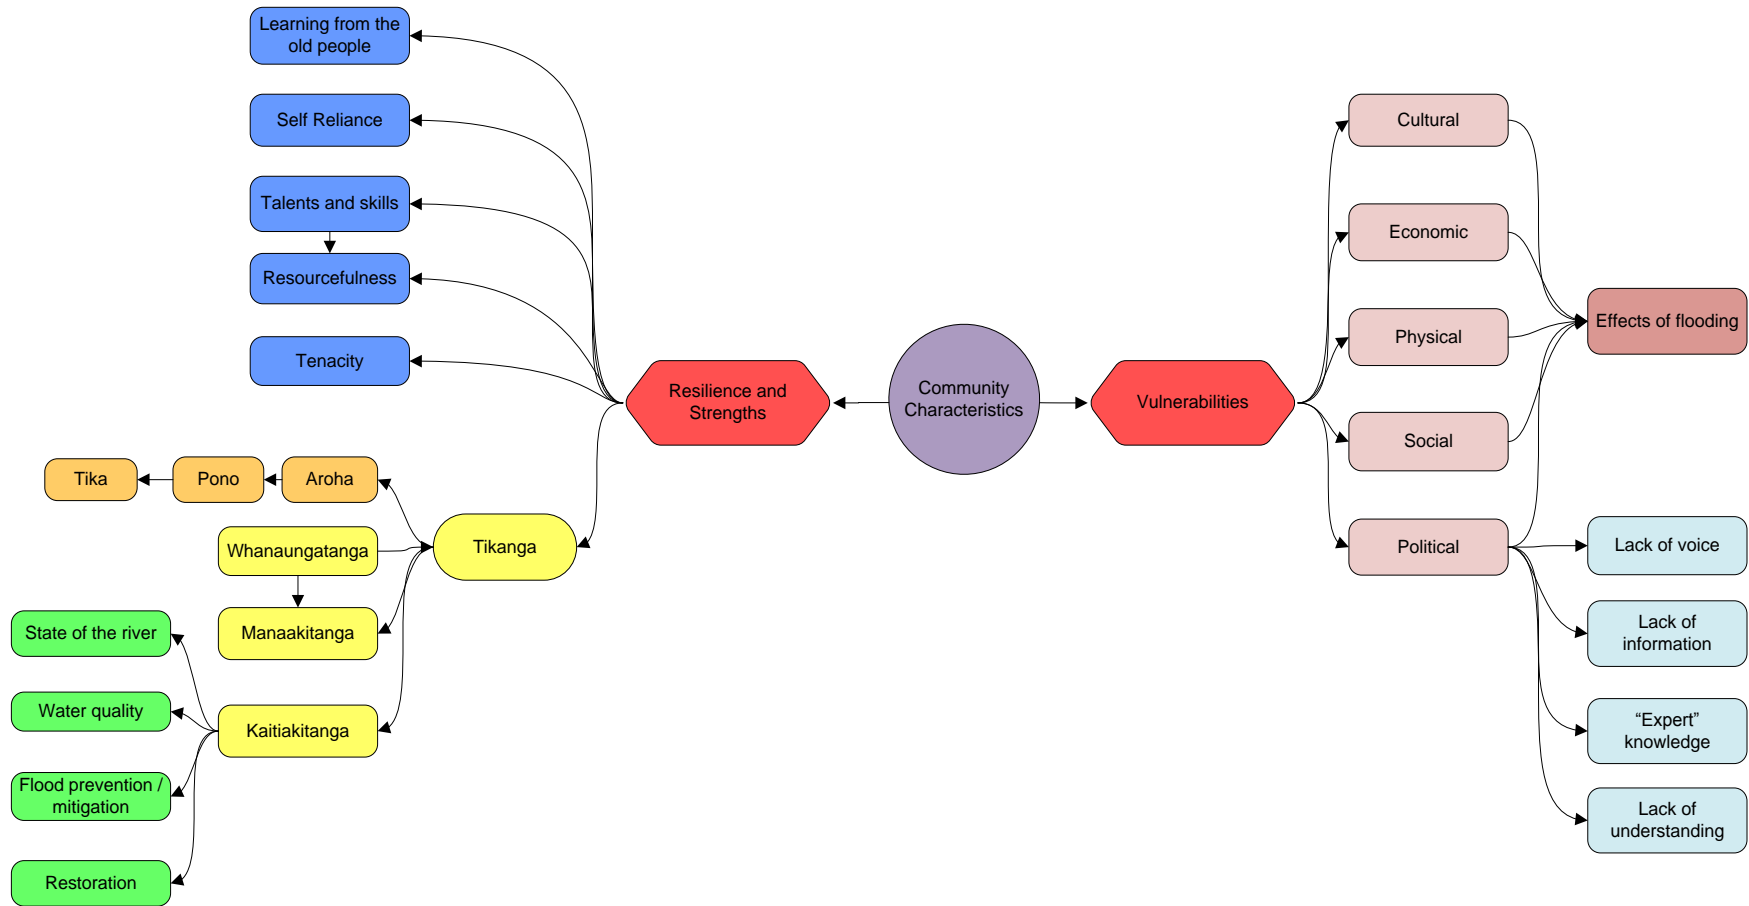 Learning from the
old people
Self Reliance
Talents and skills
Resourcefulness
Tenacity
Resilience and
Strengths
Community
Characteristics
Vulnerabilities
Cultural
Economic
Physical
Social
Political
Effects of flooding
Lack of voice
Lack of
information
“Expert”
knowledge
Lack of
understanding
Tika
Pono
Aroha
Tikanga
Whanaungatanga
Manaakitanga
Kaitiakitanga
State of the river
Water quality
Flood prevention /
mitigation
Restoration